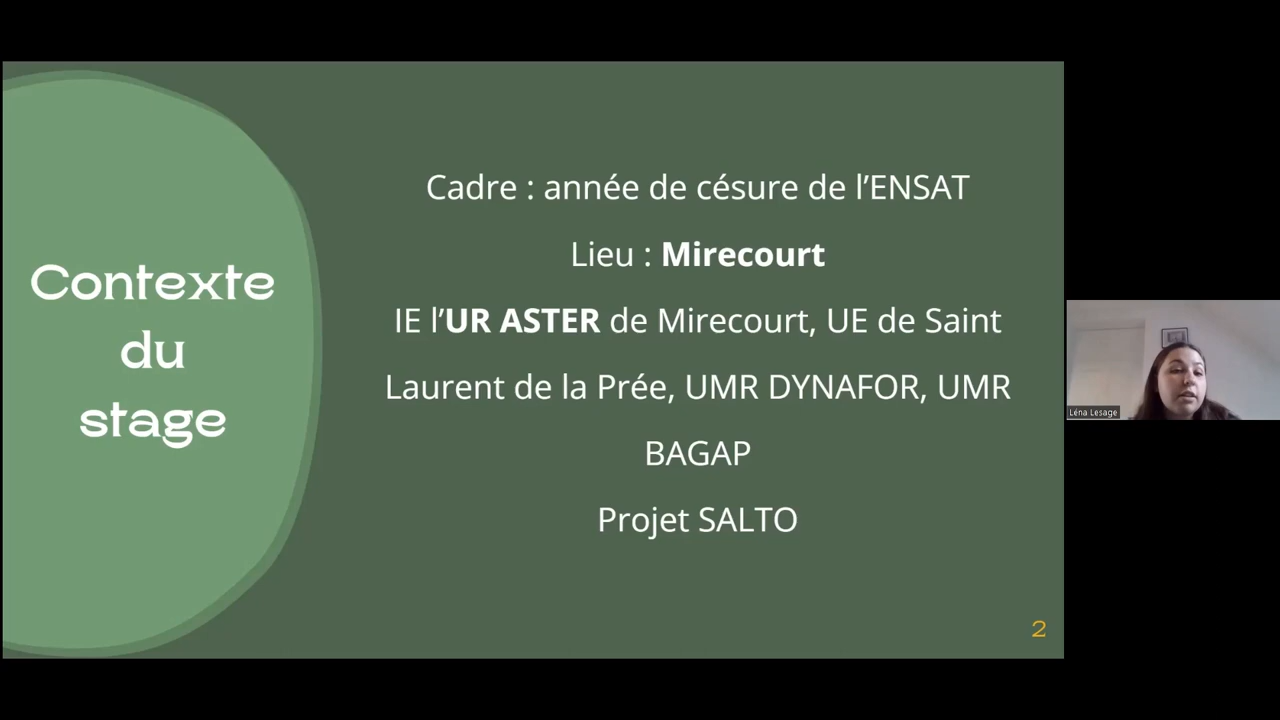 Contexte
du
stage
Cadre : année de césure de l’ENSAT
Lieu : Mirecourt
IE l’UR ASTER de Mirecourt, UE de Saint
Laurent de la Prée, UMR DYNAFOR, UMR
BAGAP
Projet SALTO
2
Léna Lesage